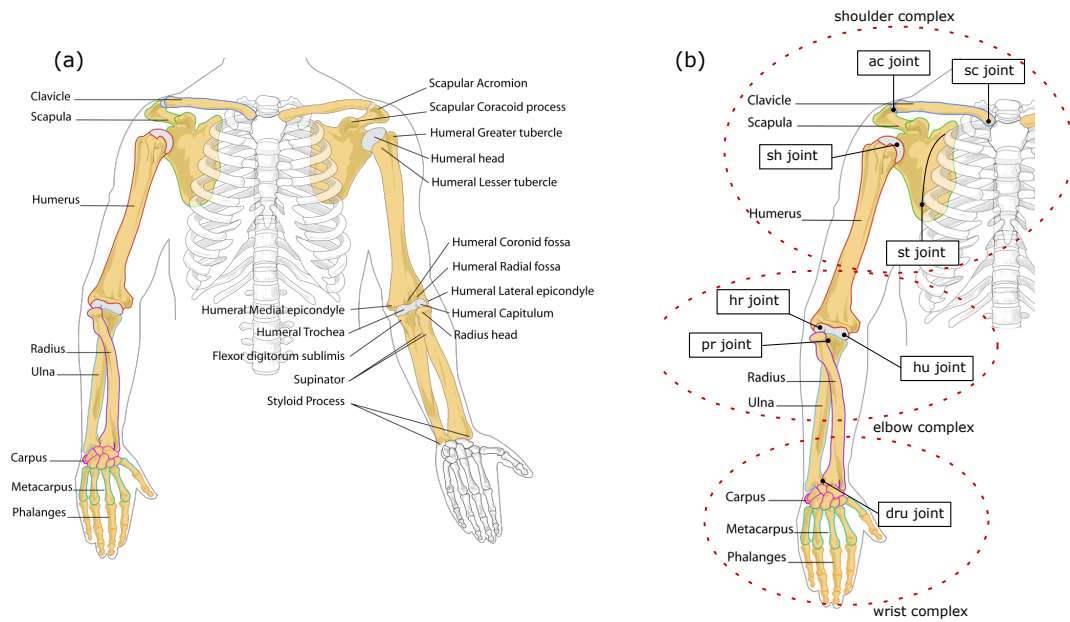 (a)
Clavicle
Scapula
Humerus
Radius
Ulna
Carpus
Metacarpus
Phalanges
Scapular Acromion
Scapular Coracoid process
Humeral Greater tubercle
Humeral head
Humeral Lesser tubercle
Humeral Coronid fossa
Humeral Radial fossa
Humeral Lateral epicondyle
Humeral Medial epicondyle
Humeral Capitulum
Humeral Trochea
Radius head
Flexor digitorum sublimis
Supinator
Styloid Process
(b)
shoulder complex
ac joint
sc joint
Clavicle
Scapula
sh joint
Humerus
st joint
hr joint
pr joint
hu joint
Radius
Ulna
elbow complex
Carpus
dru joint
Metacarpus
Phalanges
wrist complex